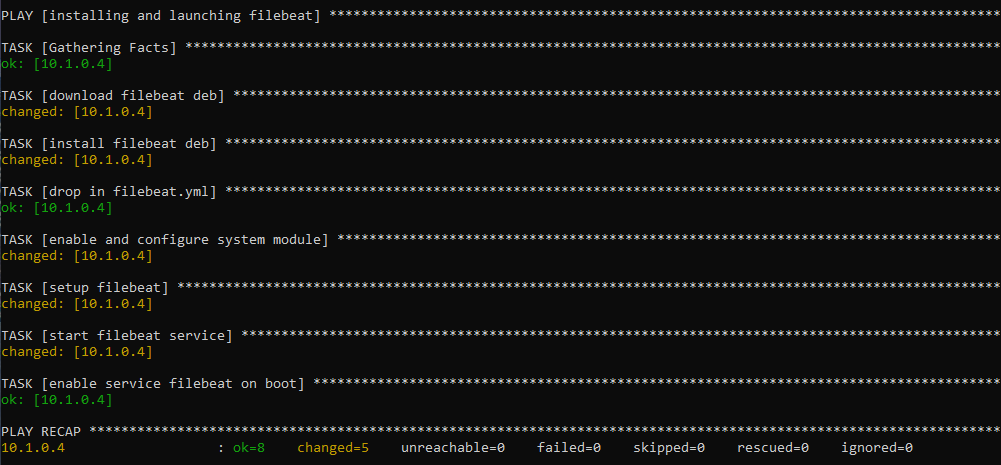 PLAY [installing and launching filebeat] ************************************************************************************
TASK [Gathering Facts] ******************************************************************************************************
ok: [10.1.0.4]
TASK [download filebeat deb] ************************************************************************************************
changed: [10.1.0.4]
TASK [install filebeat deb] *************************************************************************************************
changed: [10.1.0.4]
TASK [drop in filebeat.yml] *************************************************************************************************
ok: [10.1.0.4]
TASK [enable and configure system module] ***********************************************************************************
changed: [10.1.0.4]
TASK [setup filebeat] *******************************************************************************************************
changed: [10.1.0.4]
TASK [start filebeat service] ***********************************************************************************************
changed: [10.1.0.4]
TASK [enable service filebeat on boot] **************************************************************************************
ok: [10.1.0.4]
PLAY RECAP ******************************************************************************************************************
10.1.0.4                   : ok=8    changed=5    unreachable=0    failed=0    skipped=0    rescued=0    ignored=0